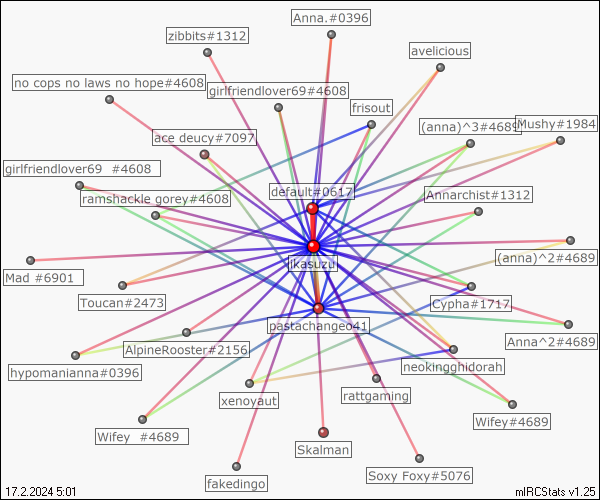 Anna.#0396
zibbits#1312
avelicious
no cops no laws no hope#4608
girlfriendlover69#4608
frisout
(anna)^3#4689
Mushy#1984
ace deucy#7097
girlfriendlover69 #4608
default#0617
Annarchist#1312
ramshackle gorey#4608
ikasuzu
(anna)^2#4689
Mad #6901
Toucan#2473
Cypha#1717
pastachangeo41
Anna^2#4689
AlpineRooster#2156
hypomanianna#0396
neokingghidorah
xenoyaut
rattgaming
Wifey#4689
Wifey #4689
Skalman
Soxy Foxy#5076
fakedingo
17.2.2024 5:01
mIRCStats v1.25